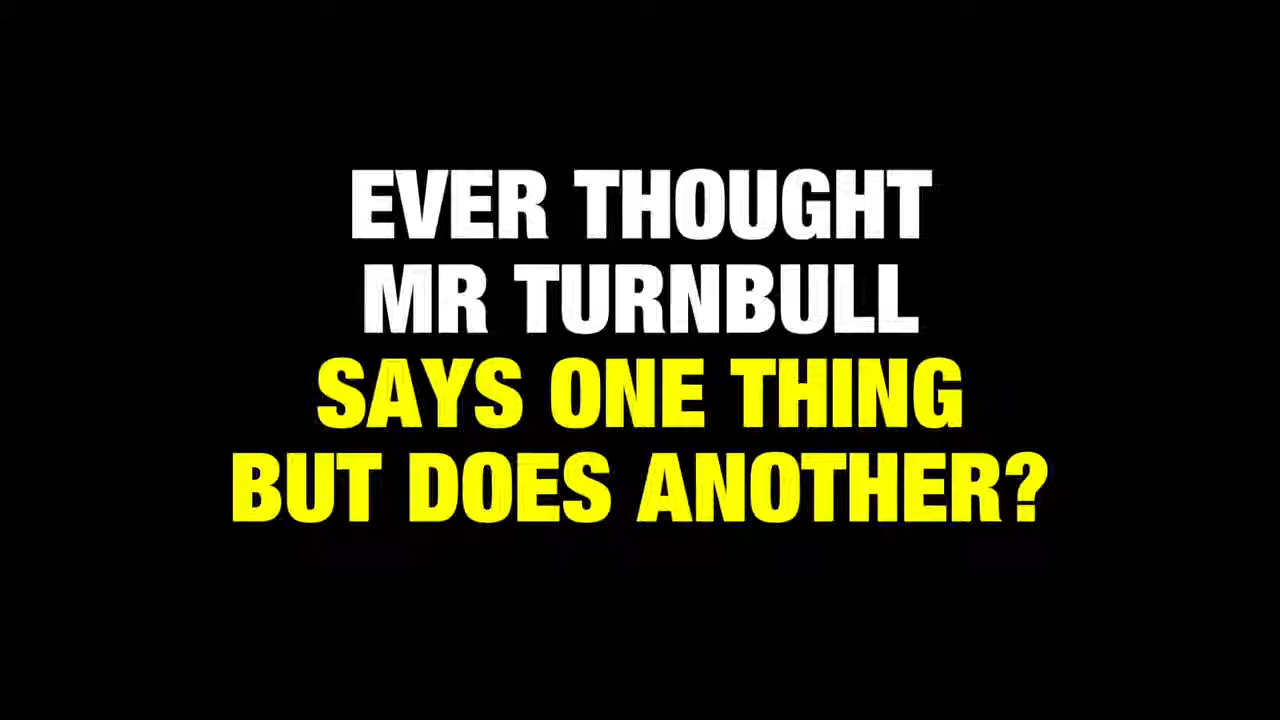 EVER THOUGHT
MR TURNBULL
SAYS ONE THING
BUT DOES ANOTHER?